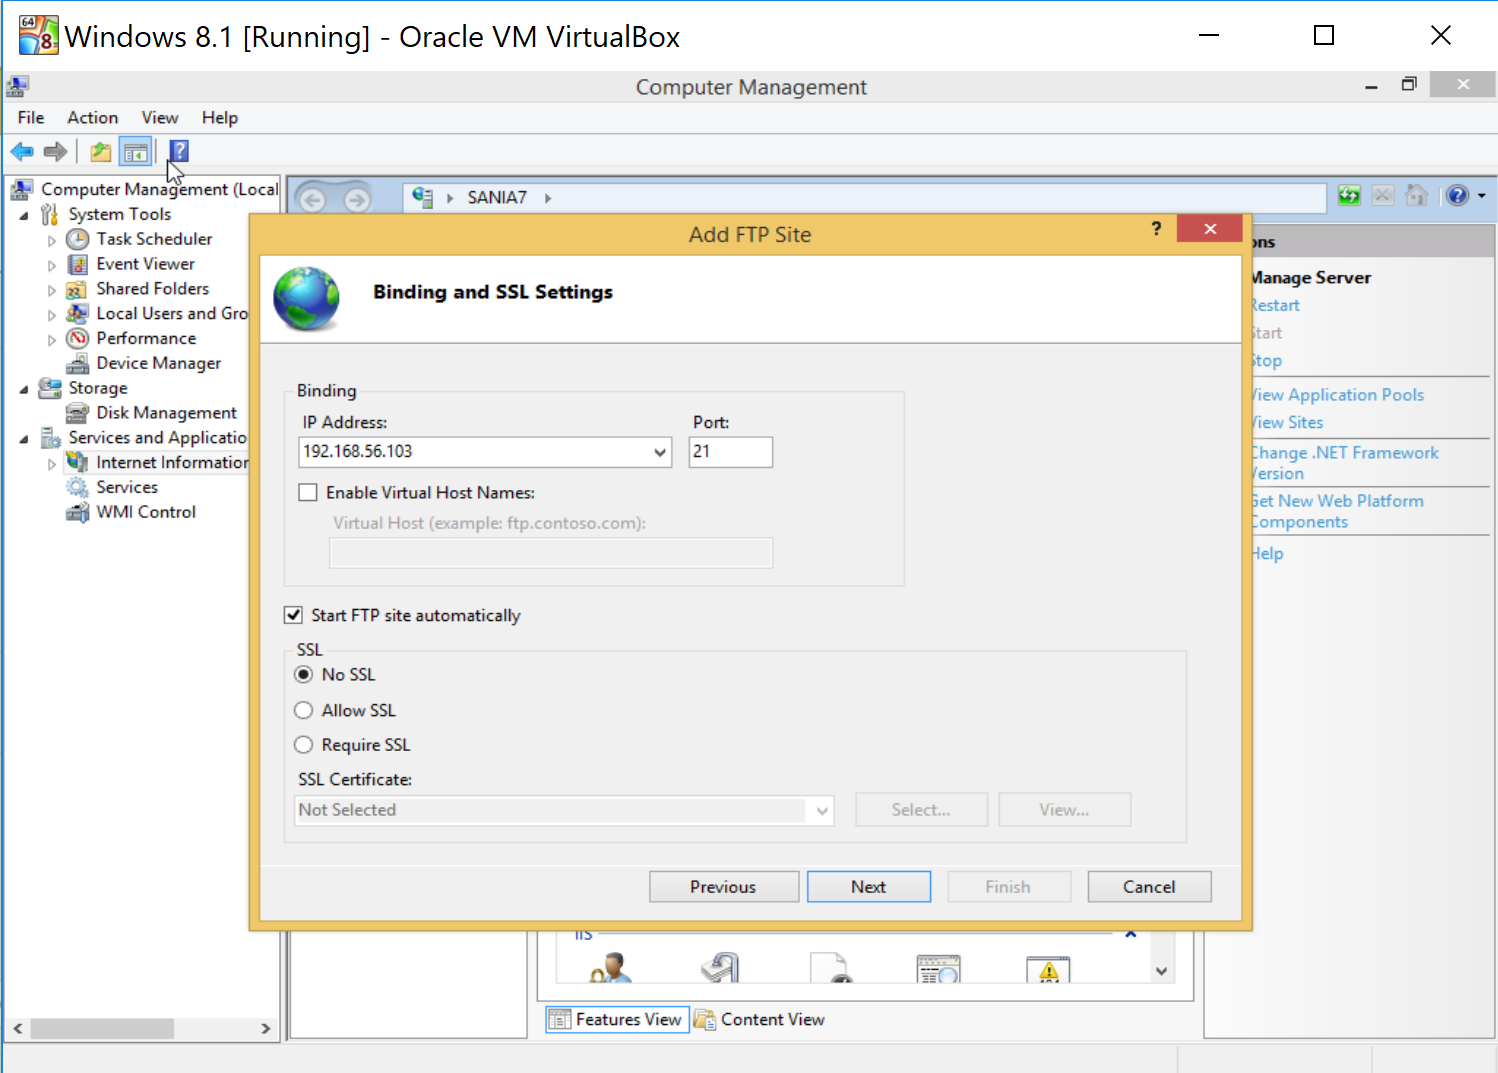 64
8
Windows 8.1 [Running] - Oracle VM VirtualBox
Computer Management
File Action View Help
?
Computer Management (Local
System Tools
Task Scheduler
Event Viewer
Shared Folders
Local Users and Gro
Performance
Device Manager
Storage
Disk Management
Services and Applicatio
Internet Information
Services
WMI Control
SANIA7
?
Add FTP Site
?
Binding and SSL Settings
Binding
IP Address: Port:
192.168.56.103 21
Enable Virtual Host Names:
Virtual Host (example: ftp.contoso.com):
Start FTP site automatically
SSL
No SSL
Allow SSL
Require SSL
SSL Certificate:
Not Selected Select... View...
Previous Next Finish Cancel
ons
Manage Server
Restart
Start
Stop
View Application Pools
View Sites
Change .NET Framework
Version
Get New Web Platform
Components
Help
IIS
404
Features View Content View